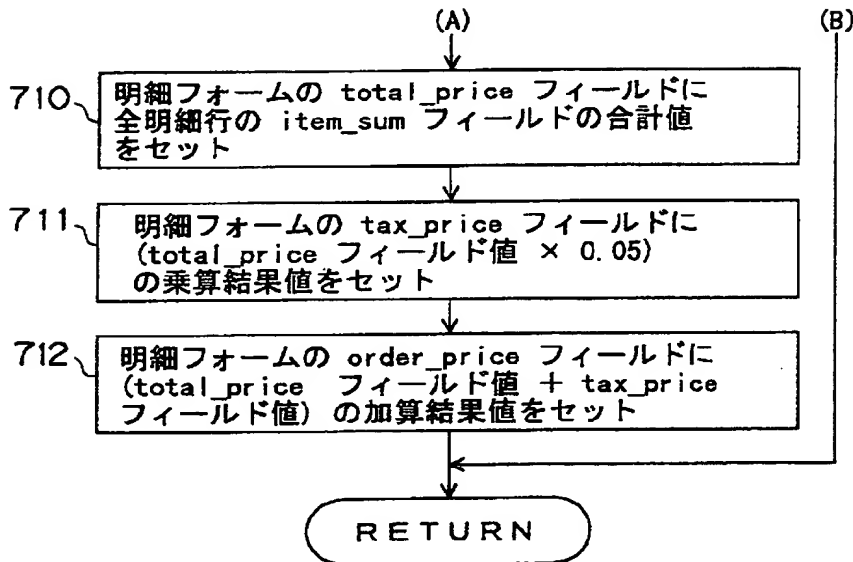 (A)
(B)
710
明細フォームの total_price フィールドに
全明細行の item_sum フィールドの合計値
をセット
711
明細フォームの tax_price フィールドに
(total_price フィールド値 × 0.05)
の乗算結果値をセット
712
明細フォームの order_price フィールドに
(total_price フィールド値 + tax_price
フィールド値) の加算結果値をセット
RETURN